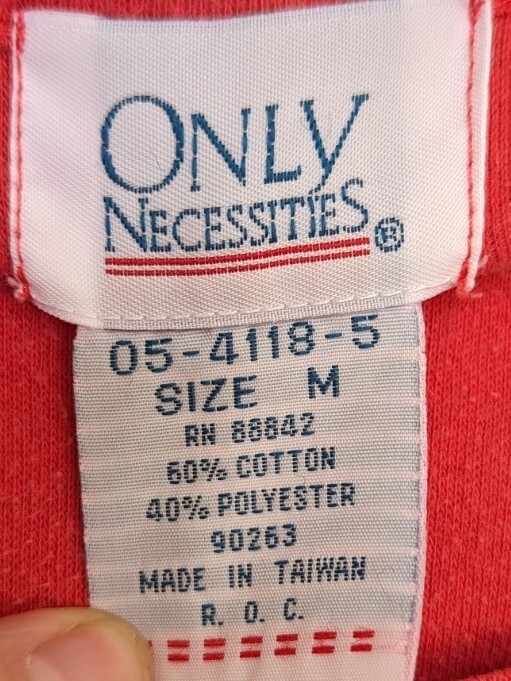 ONLY
NECESSITIES®
05-4118-5
SIZE M
RN 88842
60% COTTON
40% POLYESTER
90263
MADE IN TAIWAN
R. O. C.